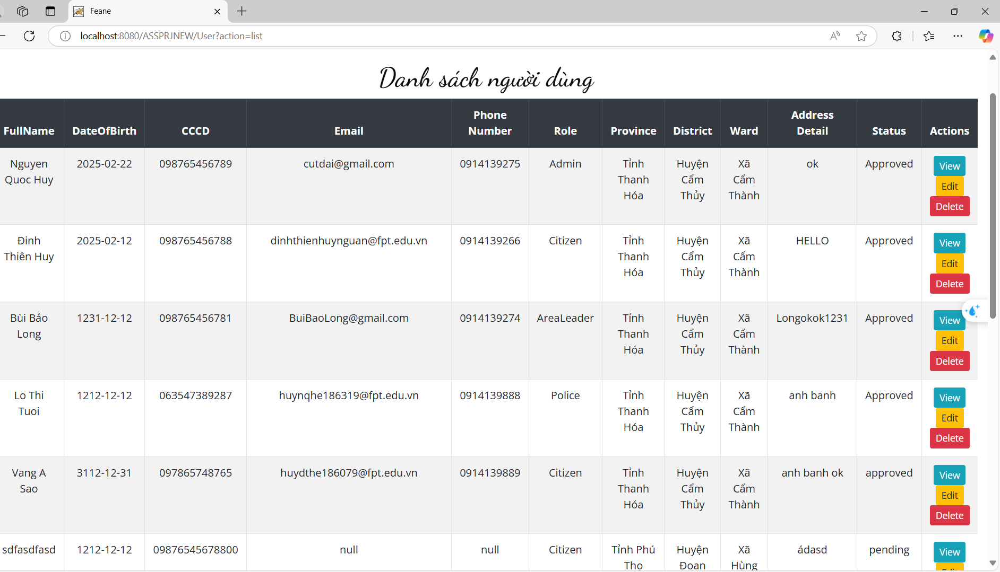 Feane
localhost:8080/ASSPRJNEW/User?action=list
Danh sách người dùng
FullName DateOfBirth CCCD Email Phone Number Role Province District Ward Address Detail Status Actions
Nguyen Quoc Huy 2025-02-22 098765456789 cutdai@gmail.com 0914139275 Admin Tỉnh Thanh Hóa Huyện Cẩm Thủy Xã Cẩm Thành ok Approved View Edit Delete
Đinh Thiên Huy 2025-02-12 098765456788 dinhthienhuynguan@fpt.edu.vn 0914139266 Citizen Tỉnh Thanh Hóa Huyện Cẩm Thủy Xã Cẩm Thành HELLO Approved View Edit Delete
Bùi Bảo Long 1231-12-12 098765456781 BuiBaoLong@gmail.com 0914139274 AreaLeader Tỉnh Thanh Hóa Huyện Cẩm Thủy Xã Cẩm Thành Longokok1231 Approved View Edit Delete
Lo Thi Tuoi 1212-12-12 063547389287 huynqhe186319@fpt.edu.vn 0914139888 Police Tỉnh Thanh Hóa Huyện Cẩm Thủy Xã Cẩm Thành anh banh Approved View Edit Delete
Vang A Sao 3112-12-31 097865748765 huydthe186079@fpt.edu.vn 0914139889 Citizen Tỉnh Thanh Hóa Huyện Cẩm Thủy Xã Cẩm Thành anh banh ok approved View Edit Delete
sdfasdfasd 1212-12-12 09876545678800 null null Citizen Tỉnh Phú Thọ Huyện Đoan Xã Hùng ádasd pending View Edit